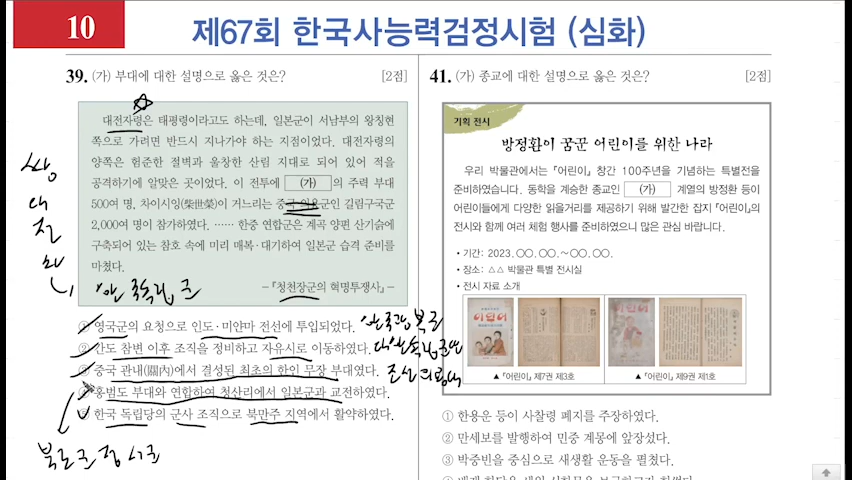 10
제67회 한국사능력검정시험 (심화)
39. (가) 부대에 대한 설명으로 옳은 것은? [2점]
대전자령은 태평령이라고도 하는데, 일본군이 서남부의 왕칭현
쪽으로 가려면 반드시 지나가야 하는 지점이었다. 대전자령의
양쪽은 험준한 절벽과 울창한 산림 지대로 되어 있어 적을
공격하기에 알맞은 곳이었다. 이 전투에 (가) 의 주력 부대
500여 명, 차이시잉(柴世榮)이 거느리는 중국 의용군인 길림구국군
2,000여 명이 참가하였다. …… 한중 연합군은 계곡 양편 산기슭에
구축되어 있는 참호 속에 미리 매복·대기하여 일본군 습격 준비를
마쳤다.
-『청천장군의 혁명투쟁사』-
쌍
대
전
한국독립군
① 영국군의 요청으로 인도·미얀마 전선에 투입되었다.
한국광복군
② 간도 참변 이후 조직을 정비하고 자유시로 이동하였다.
대한독립군단
③ 중국 관내(關內)에서 결성된 최초의 한인 무장 부대였다.
조선의용대
④ 홍범도 부대와 연합하여 청산리에서 일본군과 교전하였다.
⑤ 한국 독립당의 군사 조직으로 북만주 지역에서 활약하였다.
북로군정서군
41. (가) 종교에 대한 설명으로 옳은 것은? [2점]
기획 전시
방정환이 꿈꾼 어린이를 위한 나라
우리 박물관에서는『어린이』창간 100주년을 기념하는 특별전을
준비하였습니다. 동학을 계승한 종교인 (가) 계열의 방정환 등이
어린이들에게 다양한 읽을거리를 제공하기 위해 발간한 잡지『어린이』의
전시와 함께 여러 체험 행사를 준비하였으니 많은 관심 바랍니다.
• 기간: 2023. ○○. ○○.~○○. ○○.
• 장소: △△ 박물관 특별 전시실
• 전시 자료 소개
어린이
▲『어린이』제7권 제3호
어린이
▲『어린이』제9권 제1호
① 한용운 등이 사찰령 폐지를 주장하였다.
② 만세보를 발행하여 민중 계몽에 앞장섰다.
③ 박중빈을 중심으로 새생활 운동을 펼쳤다.